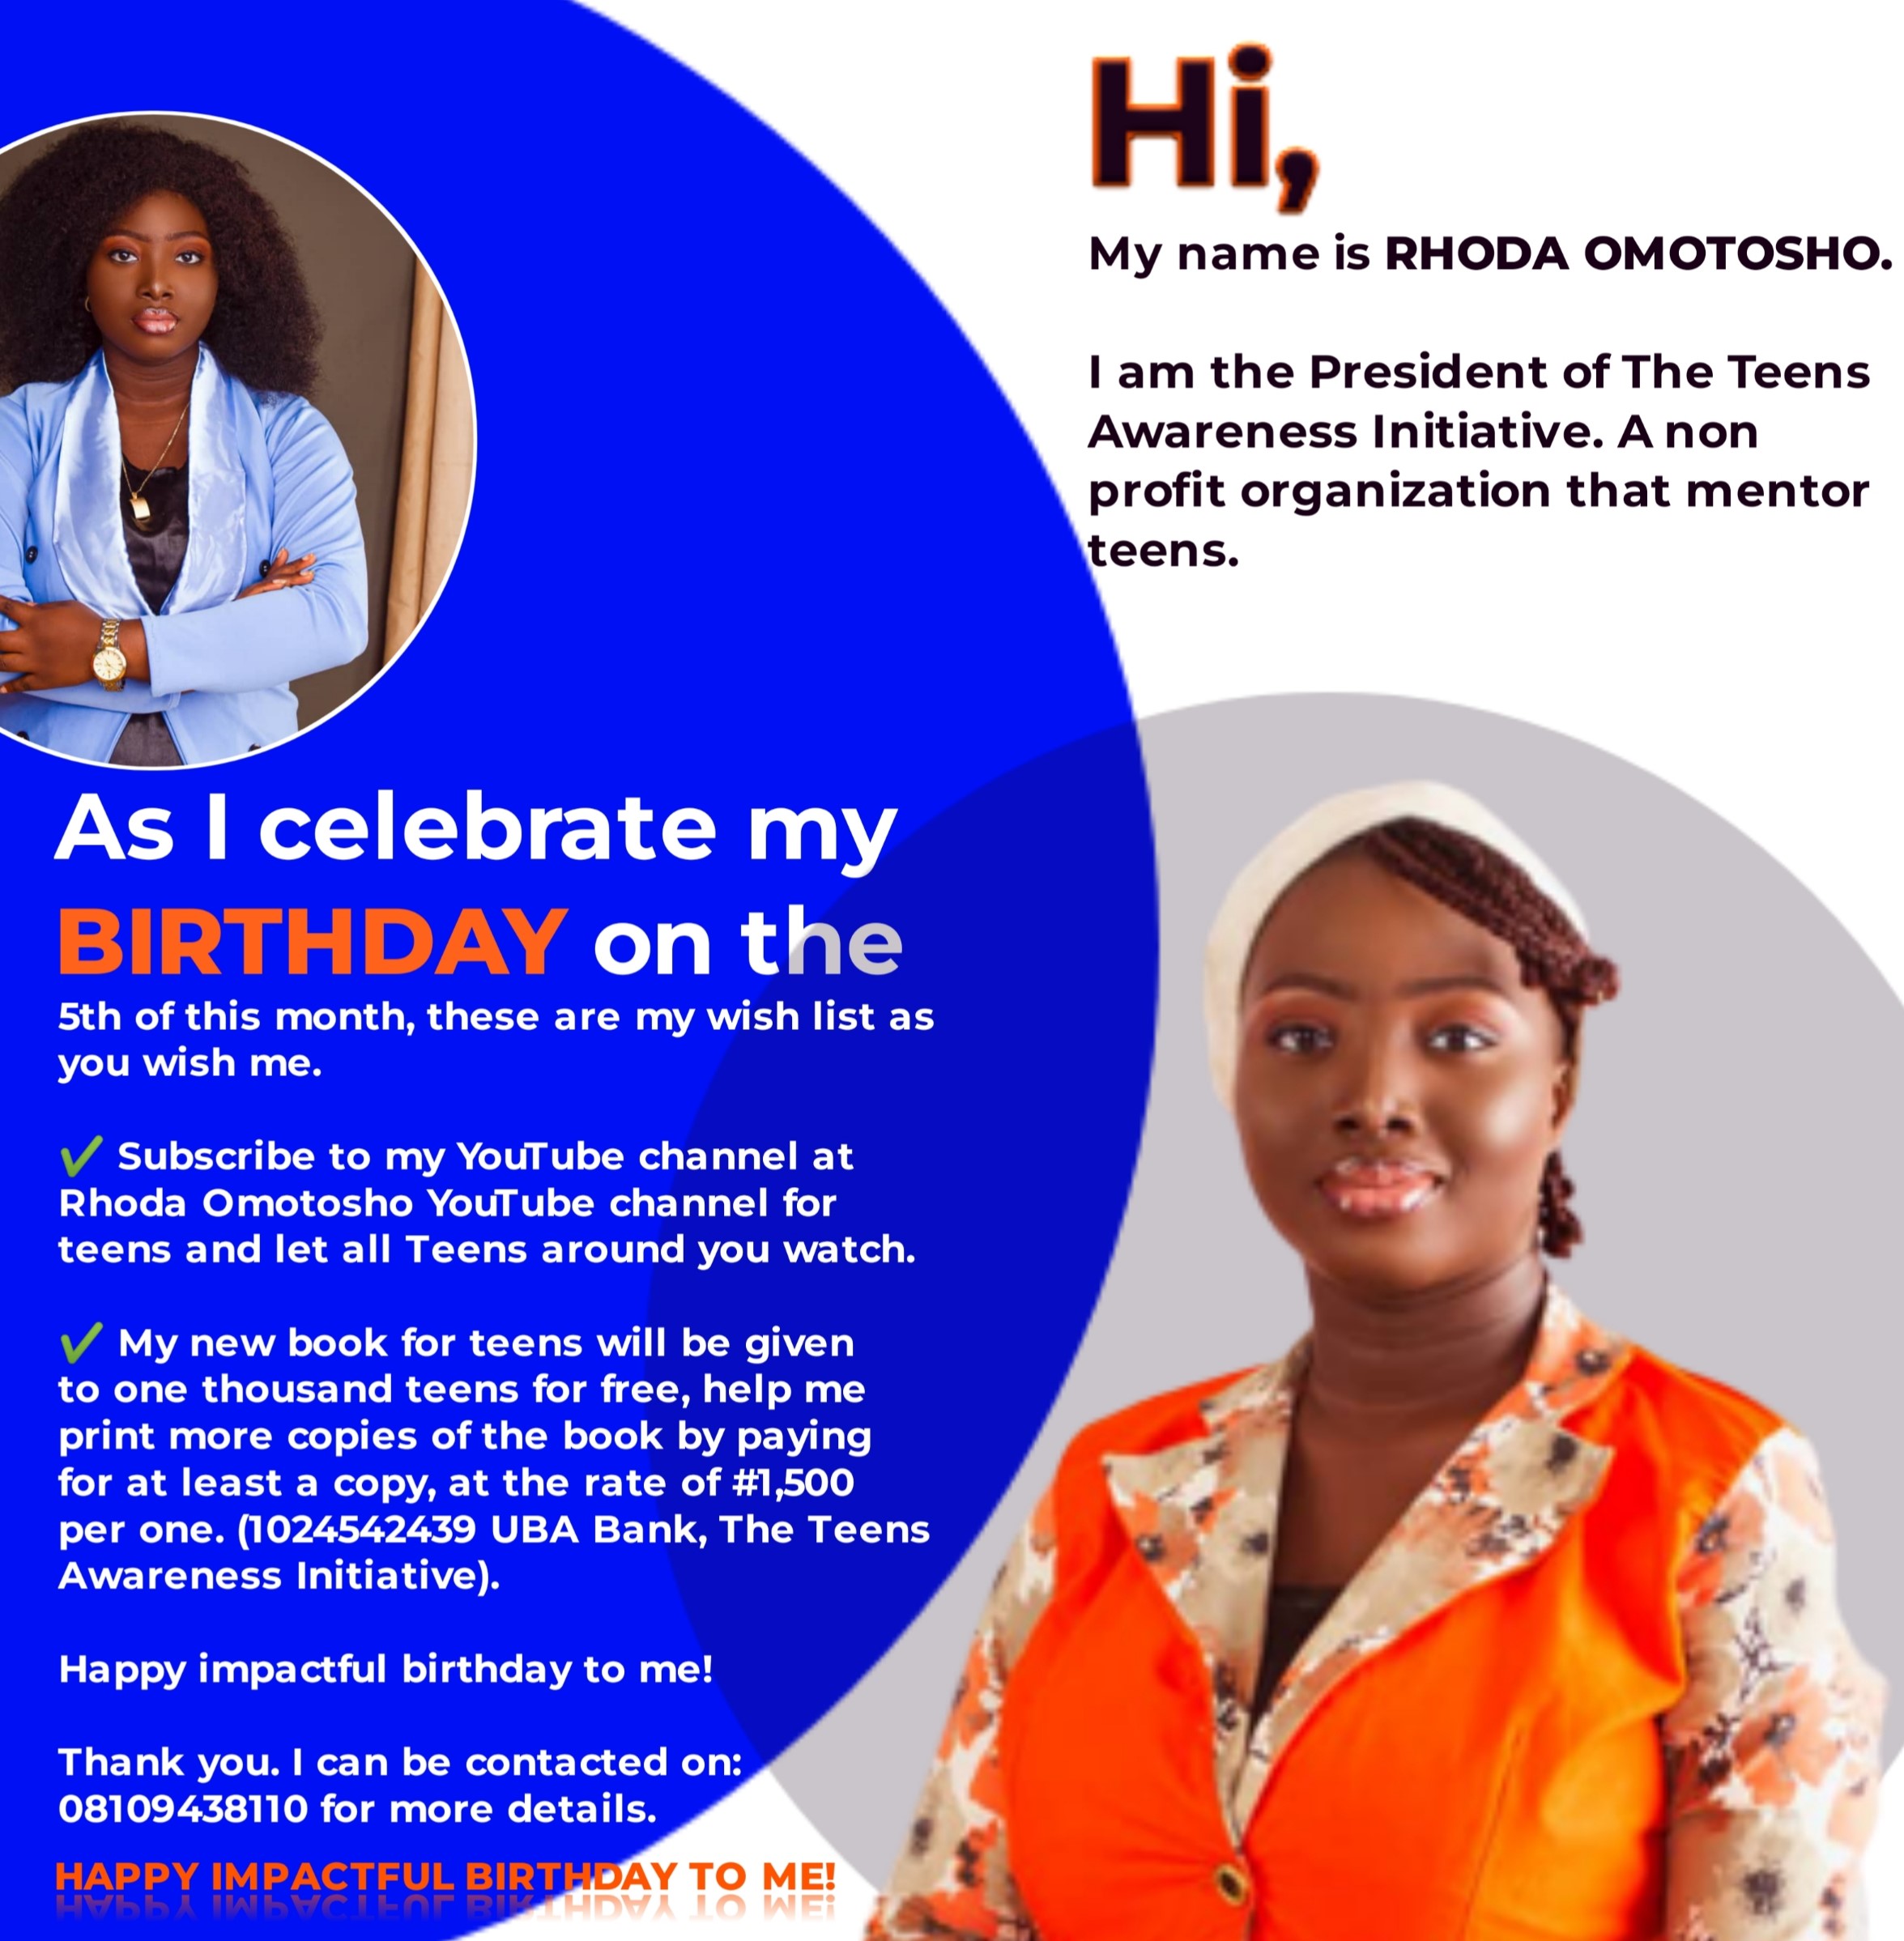 Hi,
My name is RHODA OMOTOSHO.
I am the President of The Teens
Awareness Initiative. A non
profit organization that mentor
teens.
As I celebrate my
BIRTHDAY on the
5th of this month, these are my wish list as
you wish me.
✔ Subscribe to my YouTube channel at
Rhoda Omotosho YouTube channel for
teens and let all Teens around you watch.
✔ My new book for teens will be given
to one thousand teens for free, help me
print more copies of the book by paying
for at least a copy, at the rate of #1,500
per one. (1024542439 UBA Bank, The Teens
Awareness Initiative).
Happy impactful birthday to me!
Thank you. I can be contacted on:
08109438110 for more details.
HAPPY IMPACTFUL BIRTHDAY TO ME!